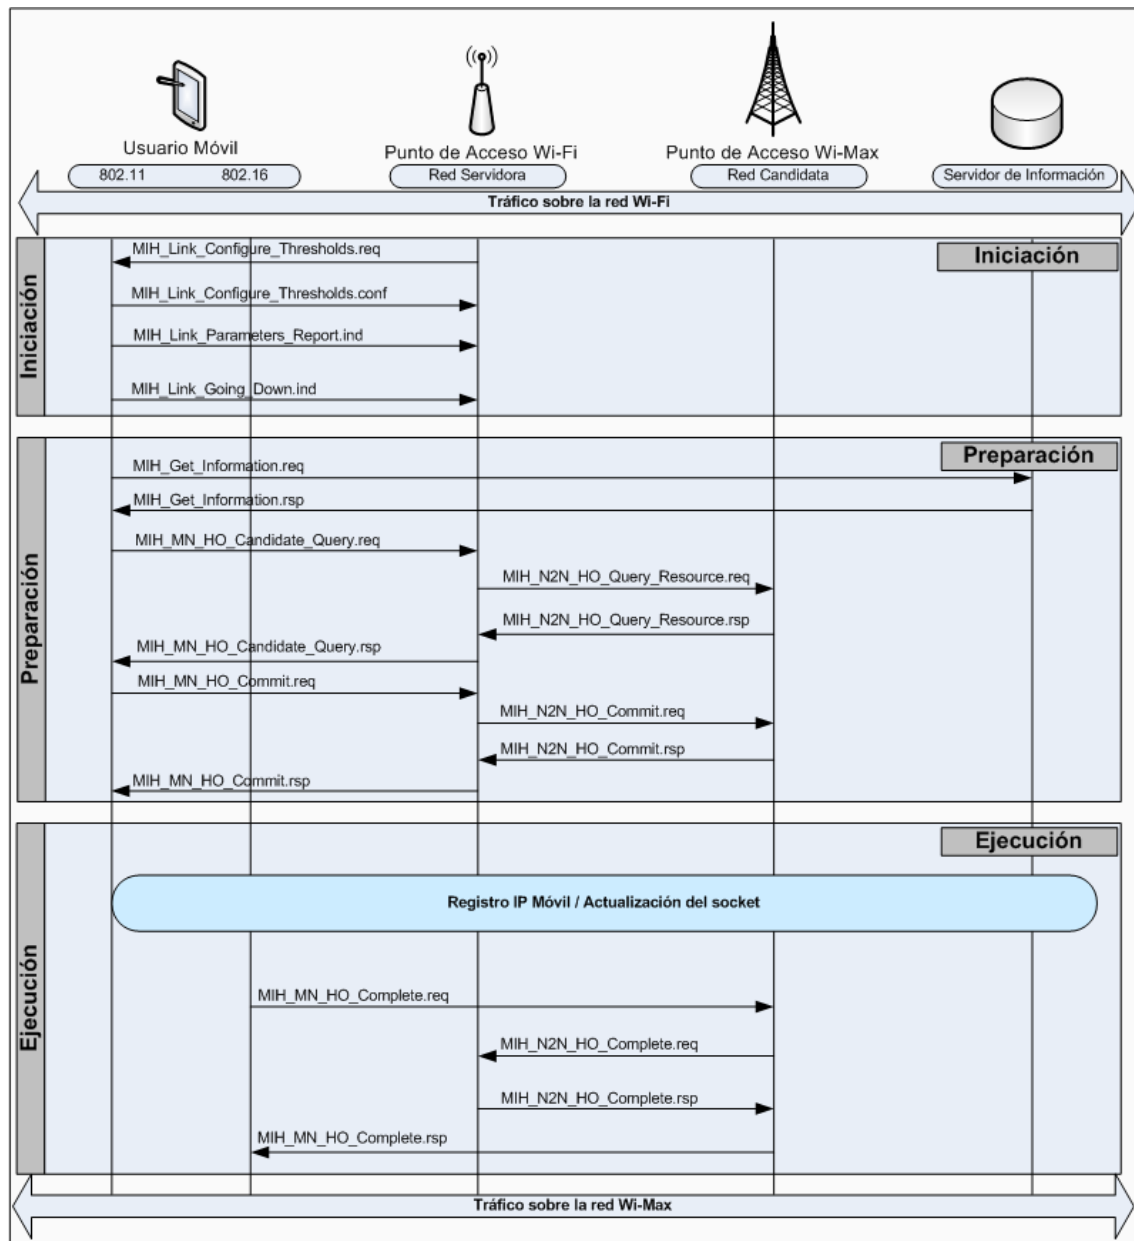 Usuario Móvil
Punto de Acceso Wi-Fi
Punto de Acceso Wi-Max
802.11
802.16
Red Servidora
Red Candidata
Servidor de Información
Tráfico sobre la red Wi-Fi
Iniciación
Iniciación
MIH_Link_Configure_Thresholds.req
MIH_Link_Configure_Thresholds.conf
MIH_Link_Parameters_Report.ind
MIH_Link_Going_Down.ind
Preparación
Preparación
MIH_Get_Information.req
MIH_Get_Information.rsp
MIH_MN_HO_Candidate_Query.req
MIH_N2N_HO_Query_Resource.req
MIH_N2N_HO_Query_Resource.rsp
MIH_MN_HO_Candidate_Query.rsp
MIH_MN_HO_Commit.req
MIH_N2N_HO_Commit.req
MIH_N2N_HO_Commit.rsp
MIH_MN_HO_Commit.rsp
Ejecución
Ejecución
Registro IP Móvil / Actualización del socket
MIH_MN_HO_Complete.req
MIH_N2N_HO_Complete.req
MIH_N2N_HO_Complete.rsp
MIH_MN_HO_Complete.rsp
Tráfico sobre la red Wi-Max